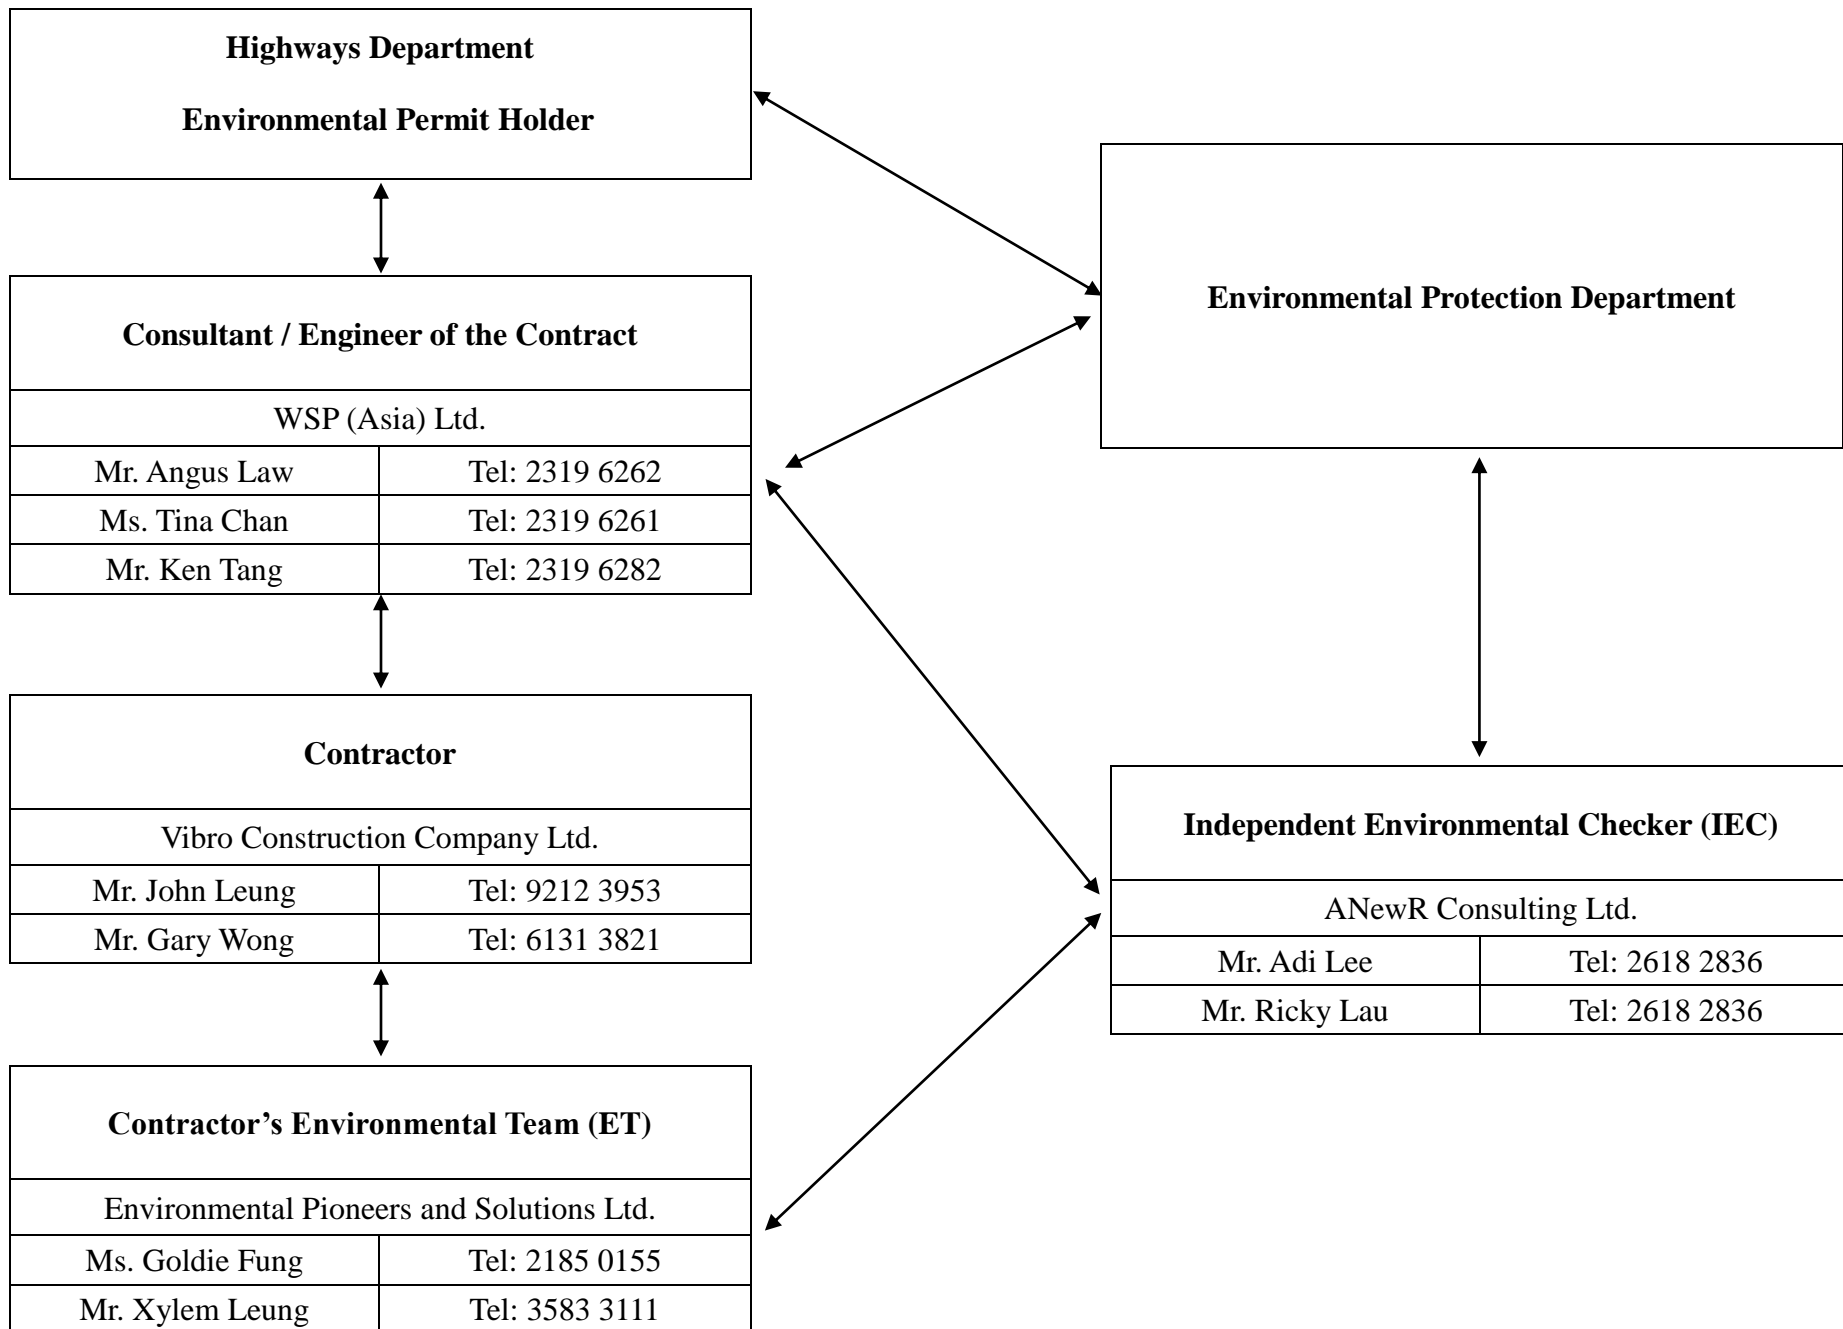 Highways Department
Environmental Permit Holder
Environmental Protection Department
Consultant / Engineer of the Contract
WSP (Asia) Ltd.
Mr. Angus Law Tel: 2319 6262
Ms. Tina Chan Tel: 2319 6261
Mr. Ken Tang Tel: 2319 6282
Contractor
Vibro Construction Company Ltd.
Mr. John Leung Tel: 9212 3953
Mr. Gary Wong Tel: 6131 3821
Independent Environmental Checker (IEC)
ANewR Consulting Ltd.
Mr. Adi Lee Tel: 2618 2836
Mr. Ricky Lau Tel: 2618 2836
Contractor’s Environmental Team (ET)
Environmental Pioneers and Solutions Ltd.
Ms. Goldie Fung Tel: 2185 0155
Mr. Xylem Leung Tel: 3583 3111